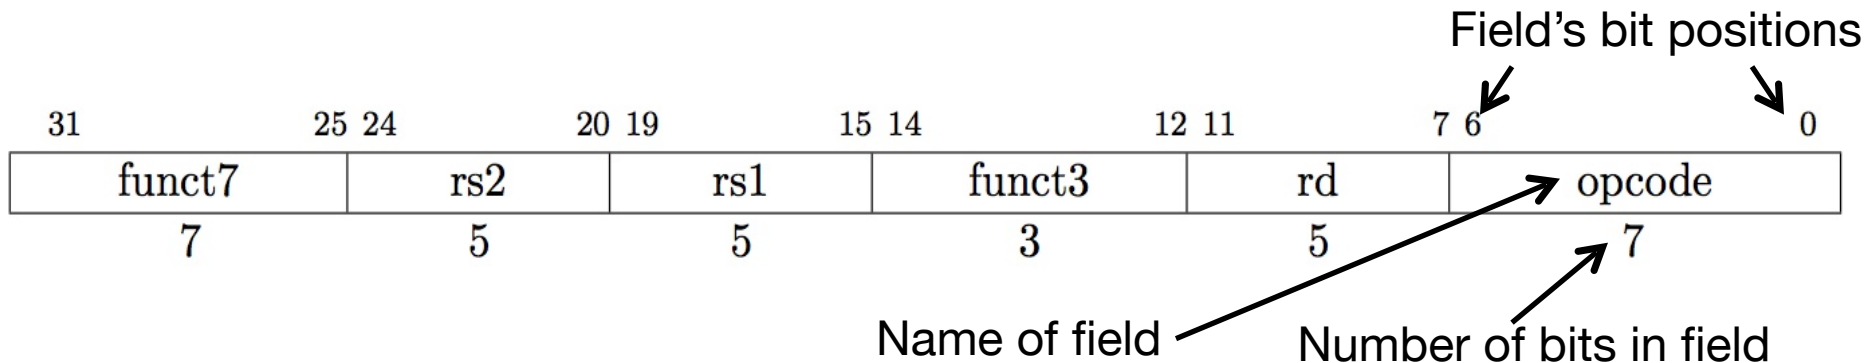 Field’s bit positions
31 25 24 20 19 15 14 12 11 7 6 0
funct7 rs2 rs1 funct3 rd opcode
7 5 5 3 5 7
Name of field Number of bits in field